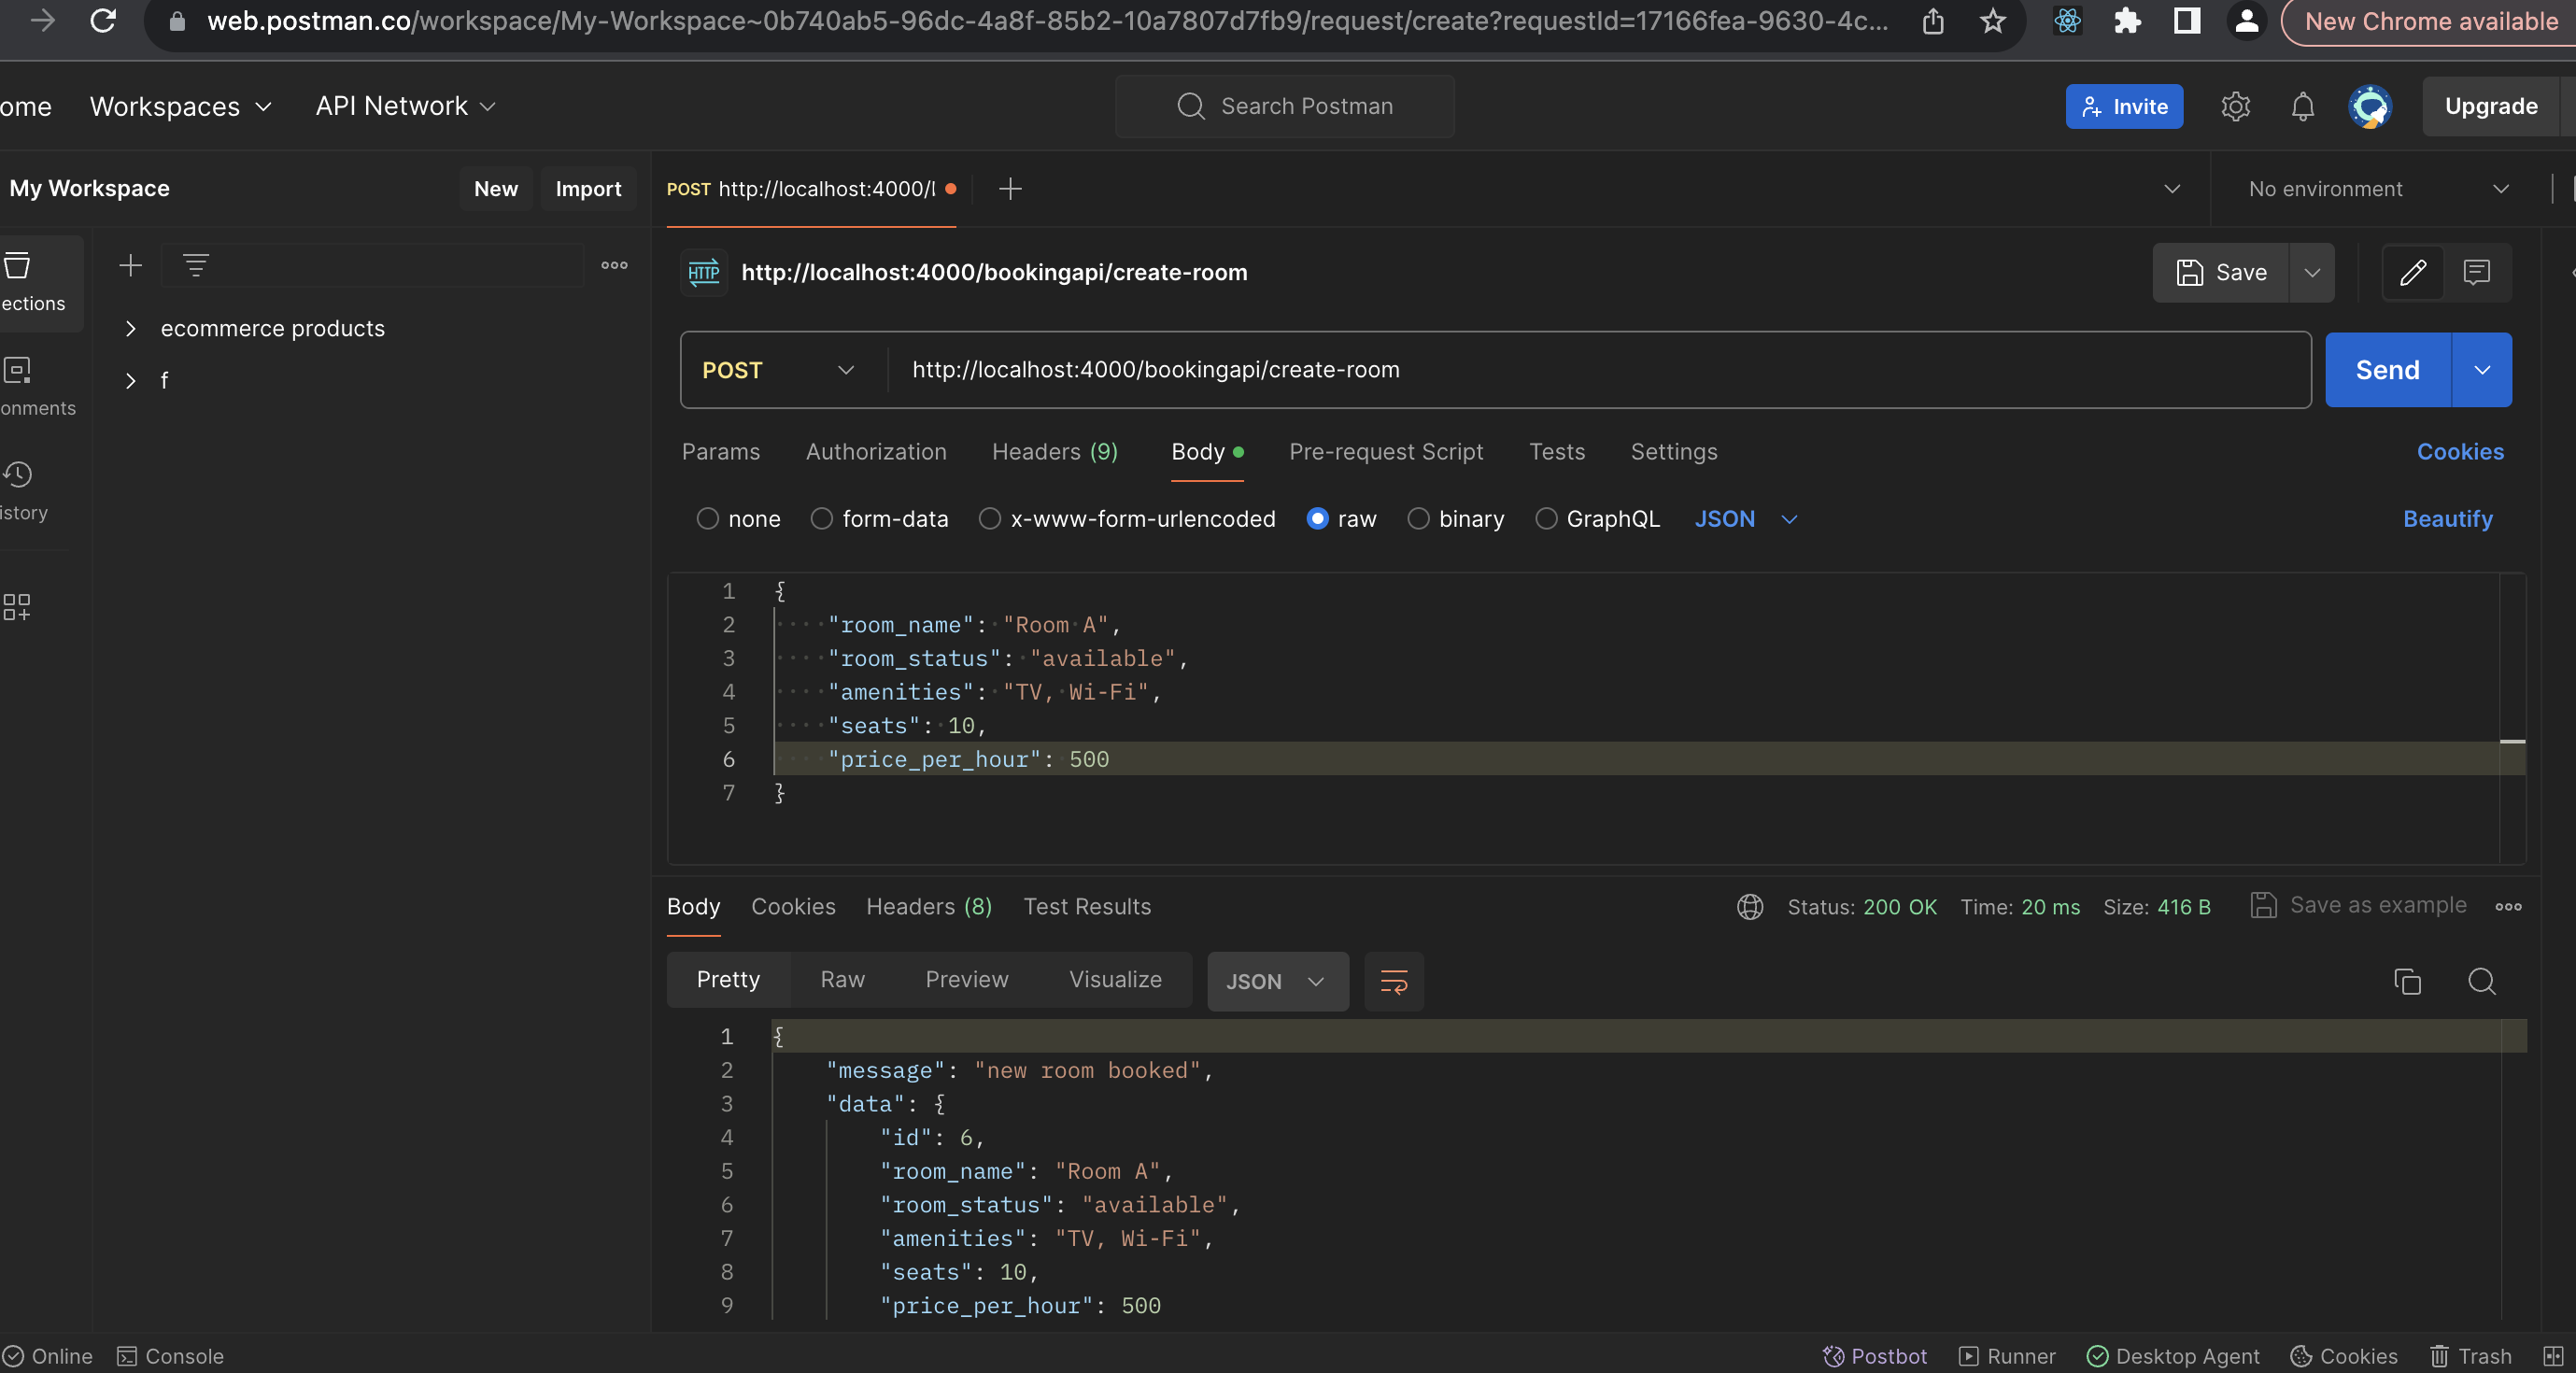 web.postman.co/workspace/My-Workspace~0b740ab5-96dc-4a8f-85b2-10a7807d7fb9/request/create?requestId=17166fea-9630-4c...
New Chrome available
ome
Workspaces
API Network
Search Postman
Invite
Upgrade
My Workspace
New
Import
POST http://localhost:4000/l
No environment
ections
ecommerce products
f
onments
istory
HTTP
http://localhost:4000/bookingapi/create-room
Save
POST
http://localhost:4000/bookingapi/create-room
Send
Params
Authorization
Headers (9)
Body
Pre-request Script
Tests
Settings
Cookies
none
form-data
x-www-form-urlencoded
raw
binary
GraphQL
JSON
Beautify
1 {
2 "room_name": "Room A",
3 "room_status": "available",
4 "amenities": "TV, Wi-Fi",
5 "seats": 10,
6 "price_per_hour": 500
7 }
Body
Cookies
Headers (8)
Test Results
Status: 200 OK
Time: 20 ms
Size: 416 B
Save as example
Pretty
Raw
Preview
Visualize
JSON
1 {
2 "message": "new room booked",
3 "data": {
4 "id": 6,
5 "room_name": "Room A",
6 "room_status": "available",
7 "amenities": "TV, Wi-Fi",
8 "seats": 10,
9 "price_per_hour": 500
Online
Console
Postbot
Runner
Desktop Agent
Cookies
Trash